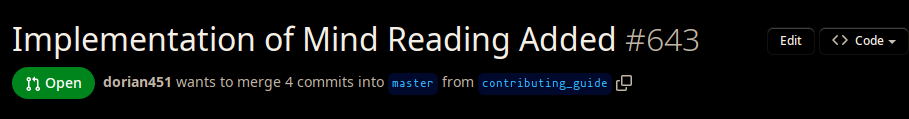 Implementation of Mind Reading Added #643
Edit
<> Code
Open
dorian451 wants to merge 4 commits into master from contributing_guide